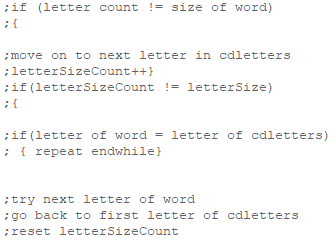 ;if (letter count != size of word)
;{
;move on to next letter in cdletters
;letterSizeCount++}
;if(letterSizeCount != letterSize)
;{
;if(letter of word = letter of cdletters)
; { repeat endwhile}
;try next letter of word
;go back to first letter of cdletters
;reset letterSizeCount